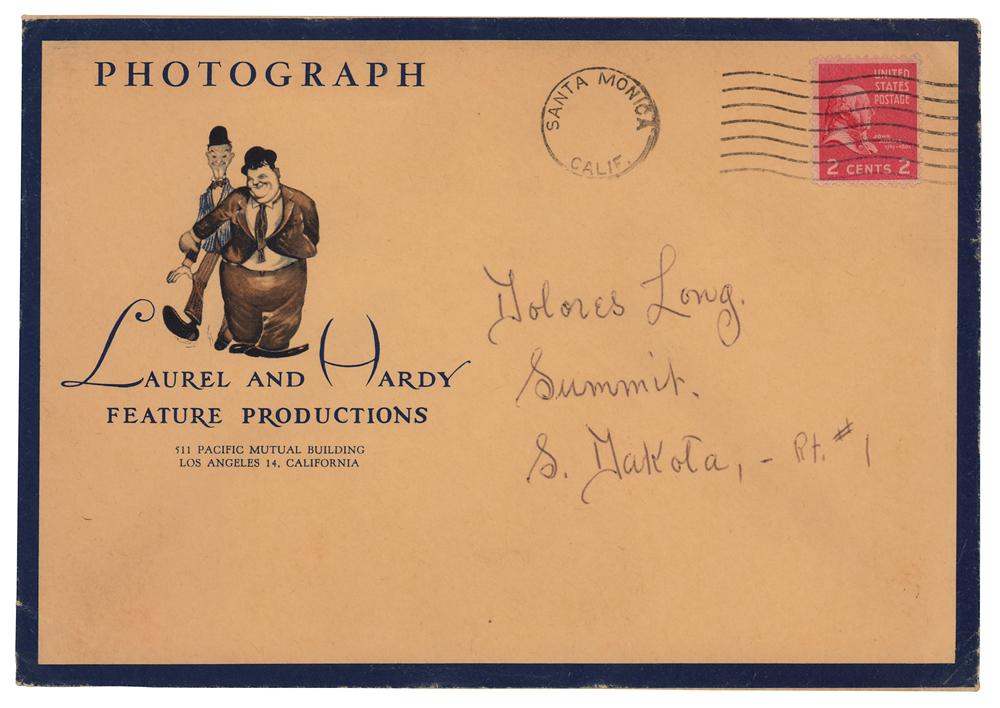 PHOTOGRAPH
SANTA MONICA
CALIF.
UNITED
STATES
POSTAGE
JOHN
2 CENTS 2
LAUREL AND HARDY
FEATURE PRODUCTIONS
511 PACIFIC MUTUAL BUILDING
LOS ANGELES 14, CALIFORNIA
Dolores Long.
Summit.
S. Dakota, - Rt. # 1